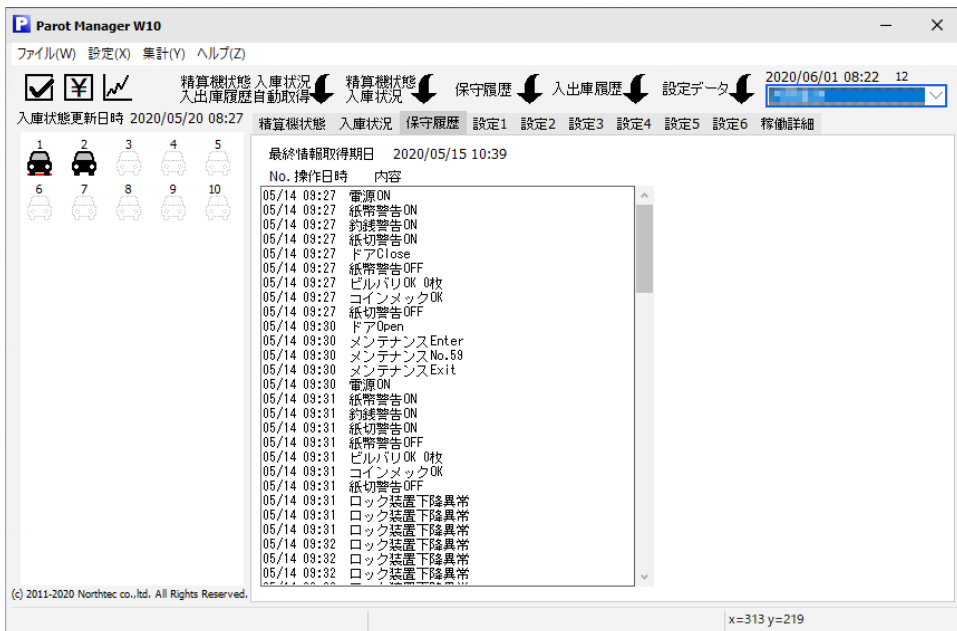 Parot Manager W10
ファイル(W) 設定(X) 集計(Y) ヘルプ(Z)
精算機状態 入庫状況
入出庫履歴自動取得
精算機状態
入庫状況
保守履歴
入出庫履歴
設定データ
2020/06/01 08:22 12
入庫状態更新日時 2020/05/20 08:27
精算機状態 入庫状況 保守履歴 設定1 設定2 設定3 設定4 設定5 設定6 稼働詳細
1 2 3 4 5
6 7 8 9 10
最終情報取得期日 2020/05/15 10:39
No. 操作日時 内容
05/14 09:27 電源ON
05/14 09:27 紙幣警告ON
05/14 09:27 釣銭警告ON
05/14 09:27 紙切警告ON
05/14 09:27 ドアClose
05/14 09:27 紙幣警告OFF
05/14 09:27 ビルバリOK 0枚
05/14 09:27 コインメックOK
05/14 09:27 紙切警告OFF
05/14 09:30 ドアOpen
05/14 09:30 メンテナンスEnter
05/14 09:30 メンテナンスNo.59
05/14 09:30 メンテナンスExit
05/14 09:30 電源ON
05/14 09:31 紙幣警告ON
05/14 09:31 釣銭警告ON
05/14 09:31 紙切警告ON
05/14 09:31 紙幣警告OFF
05/14 09:31 ビルバリOK 0枚
05/14 09:31 コインメックOK
05/14 09:31 紙切警告OFF
05/14 09:31 ロック装置下降異常
05/14 09:31 ロック装置下降異常
05/14 09:31 ロック装置下降異常
05/14 09:32 ロック装置下降異常
05/14 09:32 ロック装置下降異常
05/14 09:32 ロック装置下降異常
(c) 2011-2020 Northtec co.,ltd. All Rights Reserved.
x=313 y=219